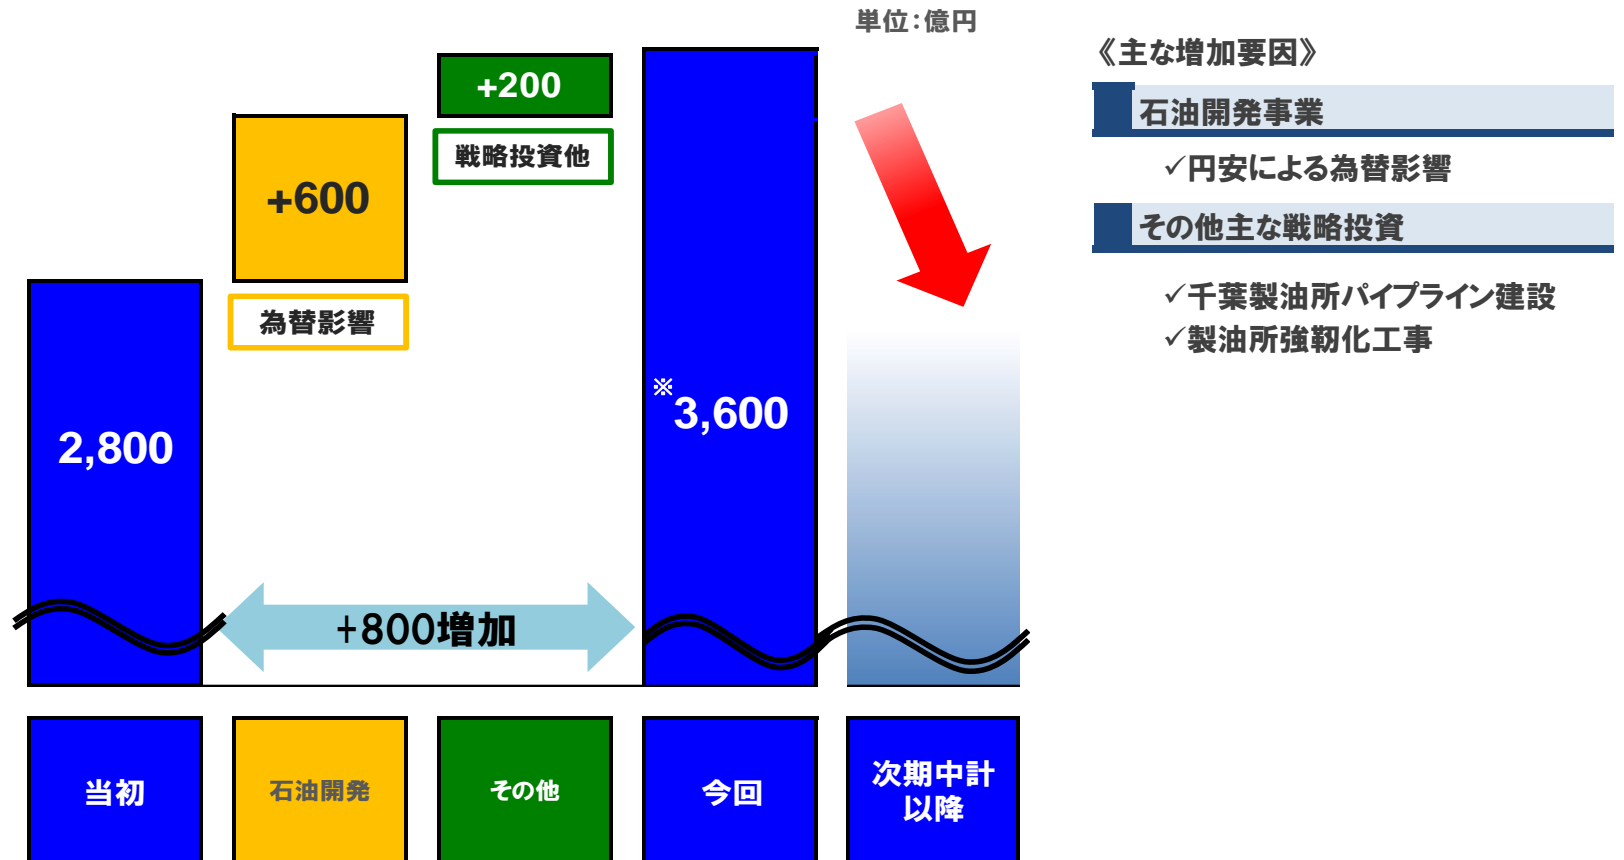 単位：億円
+200
戦略投資他
+600
為替影響
2,800
※3,600
+800増加
当初
石油開発
その他
今回
次期中計
以降
《主な増加要因》
石油開発事業
✓円安による為替影響
その他主な戦略投資
✓千葉製油所パイプライン建設
✓製油所強靭化工事